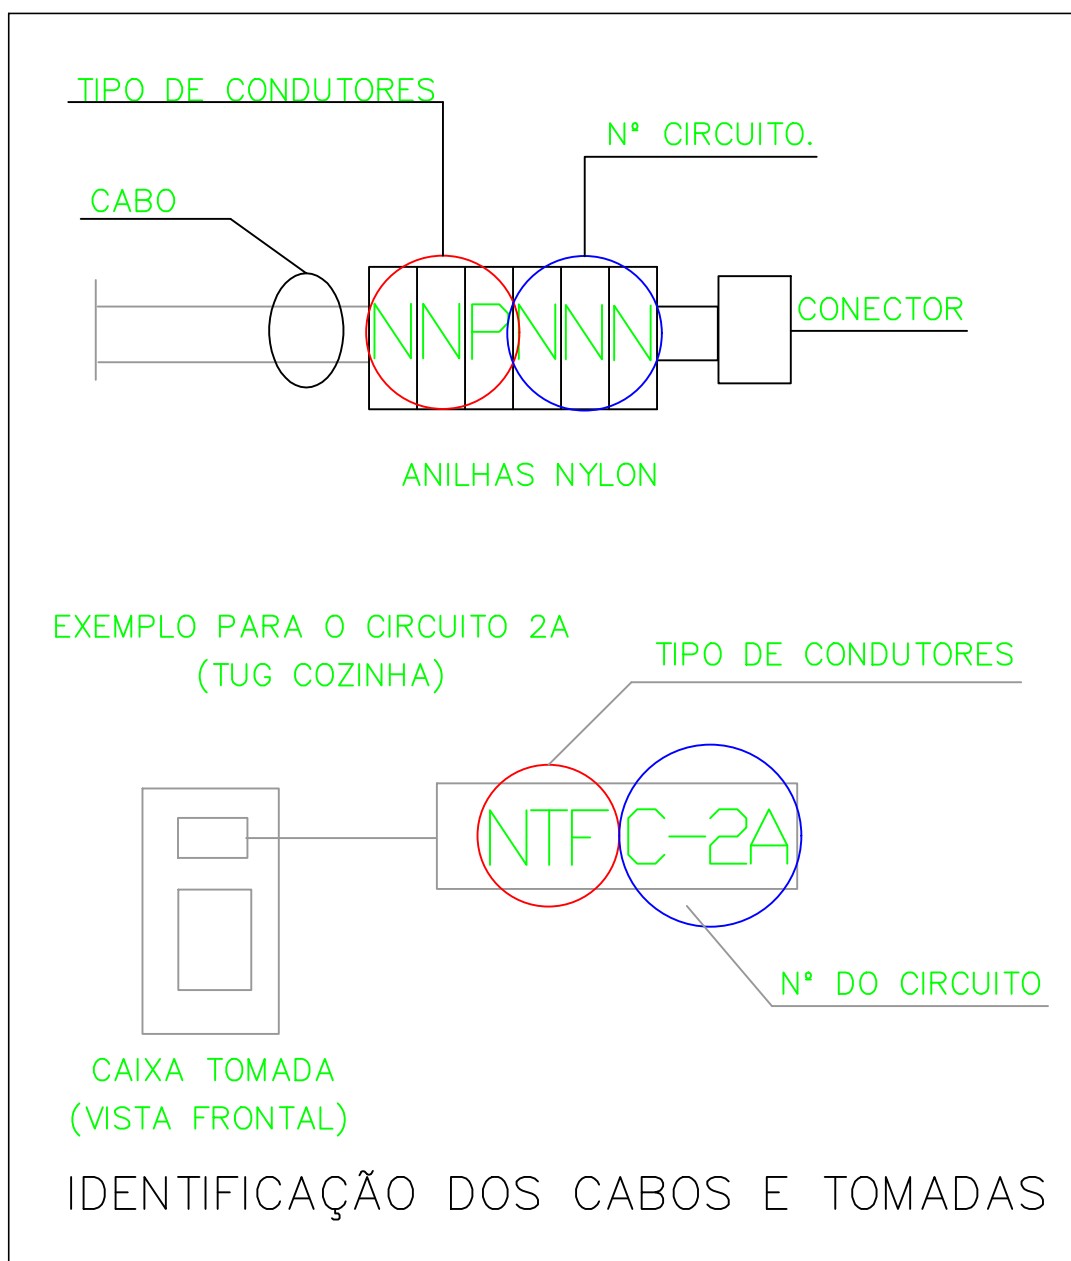 TIPO DE CONDUTORES
Nº CIRCUITO.
CABO
NNPNNN
CONECTOR
ANILHAS NYLON
EXEMPLO PARA O CIRCUITO 2A
(TUG COZINHA)
TIPO DE CONDUTORES
NTF C-2A
Nº DO CIRCUITO
CAIXA TOMADA
(VISTA FRONTAL)
IDENTIFICAÇÃO DOS CABOS E TOMADAS